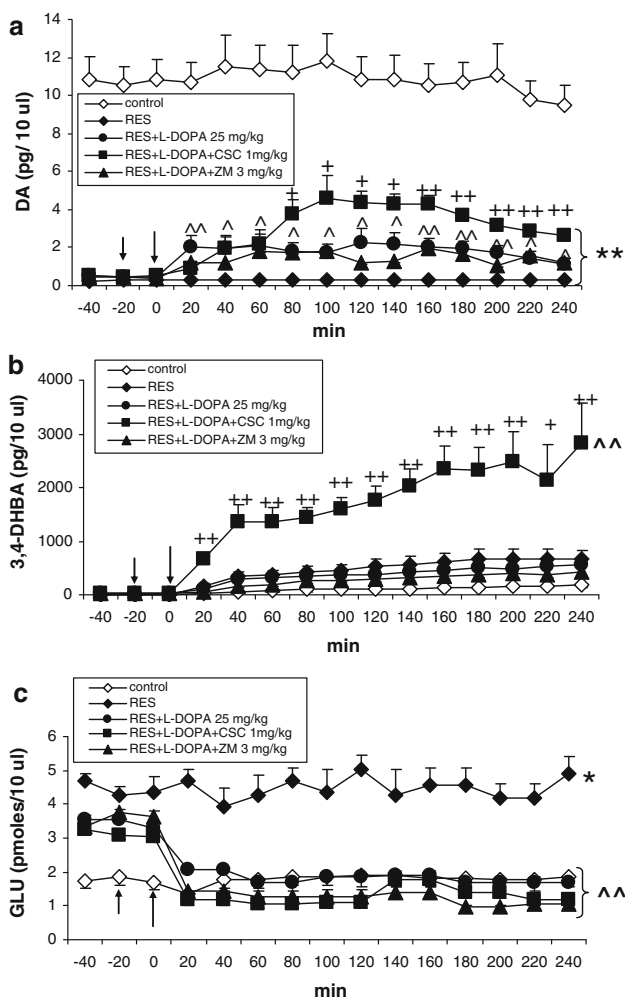 a
14
12
10
8
6
4
2
0
DA (pg/ 10 ul)
control
RES
RES+L-DOPA 25 mg/kg
RES+L-DOPA+CSC 1mg/kg
RES+L-DOPA+ZM 3 mg/kg
+ + + + ++ ++ ++ ++ ++
^^ ^ ^ ^ ^ ^ ^ ^^ ^^ ^^ ^ ^
**
-40 -20 0 20 40 60 80 100 120 140 160 180 200 220 240
min
b
4000
3000
2000
1000
0
3,4-DHBA (pg/10 ul)
control
RES
RES+L-DOPA 25 mg/kg
RES+L-DOPA+CSC 1mg/kg
RES+L-DOPA+ZM 3 mg/kg
++ ++ ++ ++ ++ ++ ++ ++ ++ ++ + ++
^^
-40 -20 0 20 40 60 80 100 120 140 160 180 200 220 240
min
c
6
5
4
3
2
1
0
GLU (pmoles/10 ul)
control
RES
RES+L-DOPA 25 mg/kg
RES+L-DOPA+CSC 1mg/kg
RES+L-DOPA+ZM 3 mg/kg
*
^^
-40 -20 0 20 40 60 80 100 120 140 160 180 200 220 240
min